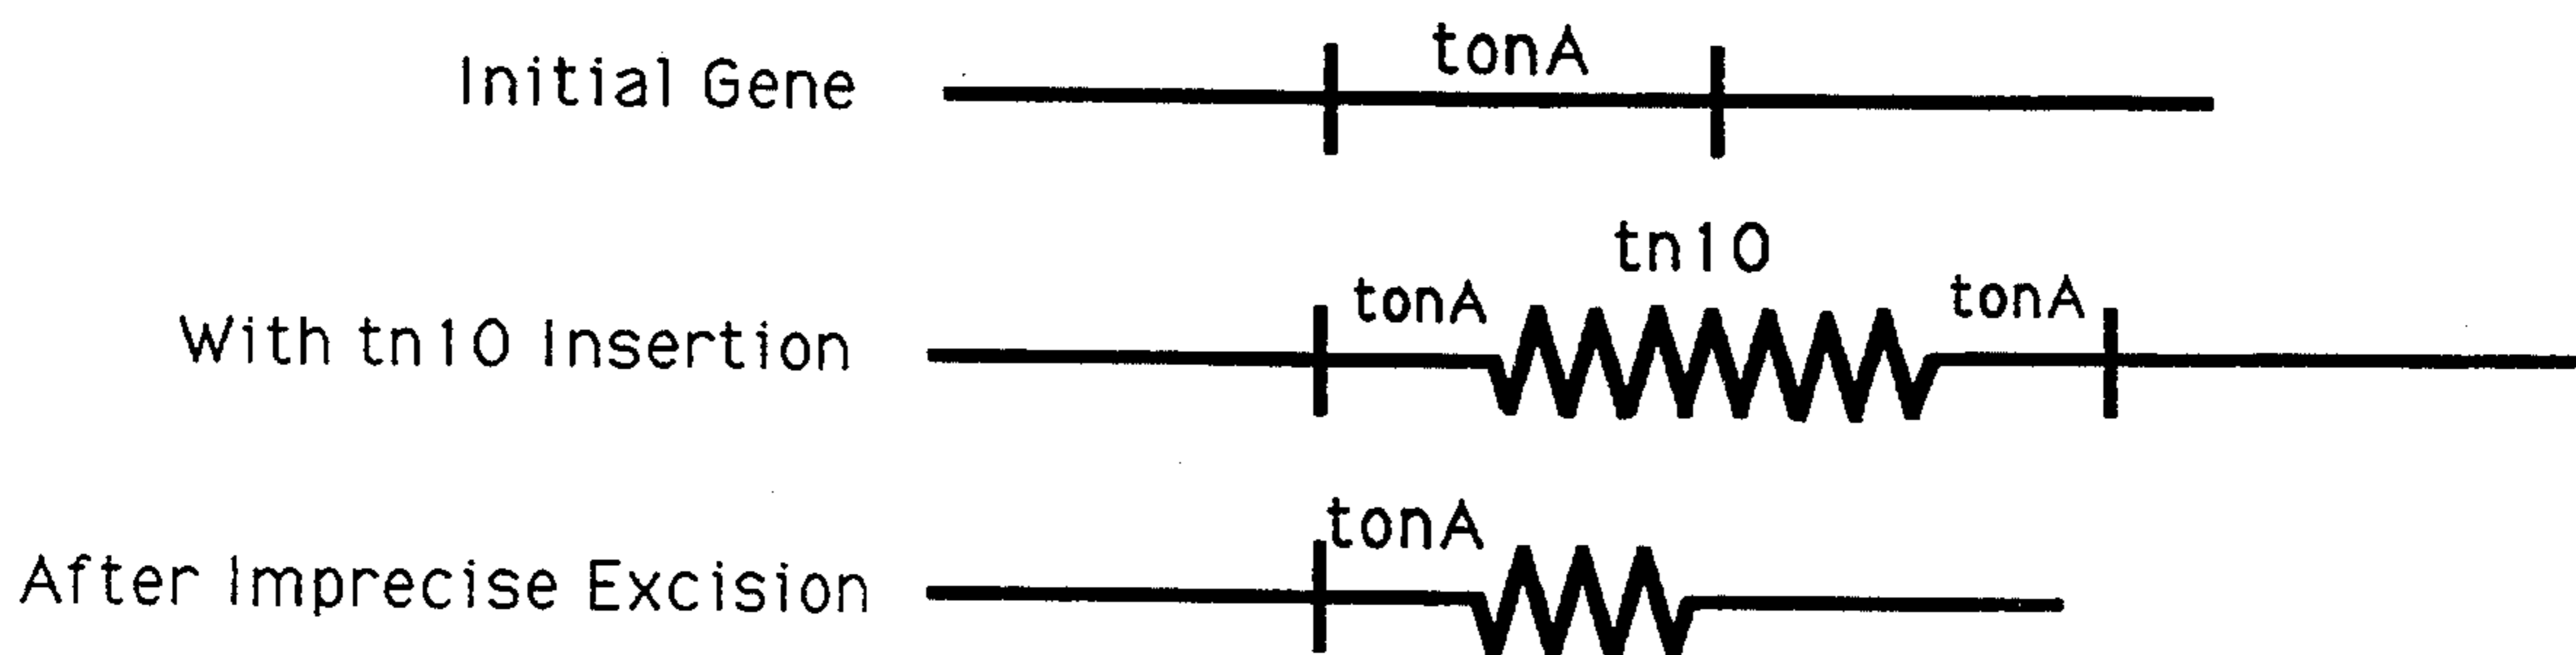 Initial Gene
tonA
tn10
With tn10 Insertion
tonA
tonA
After Imprecise Excision
tonA